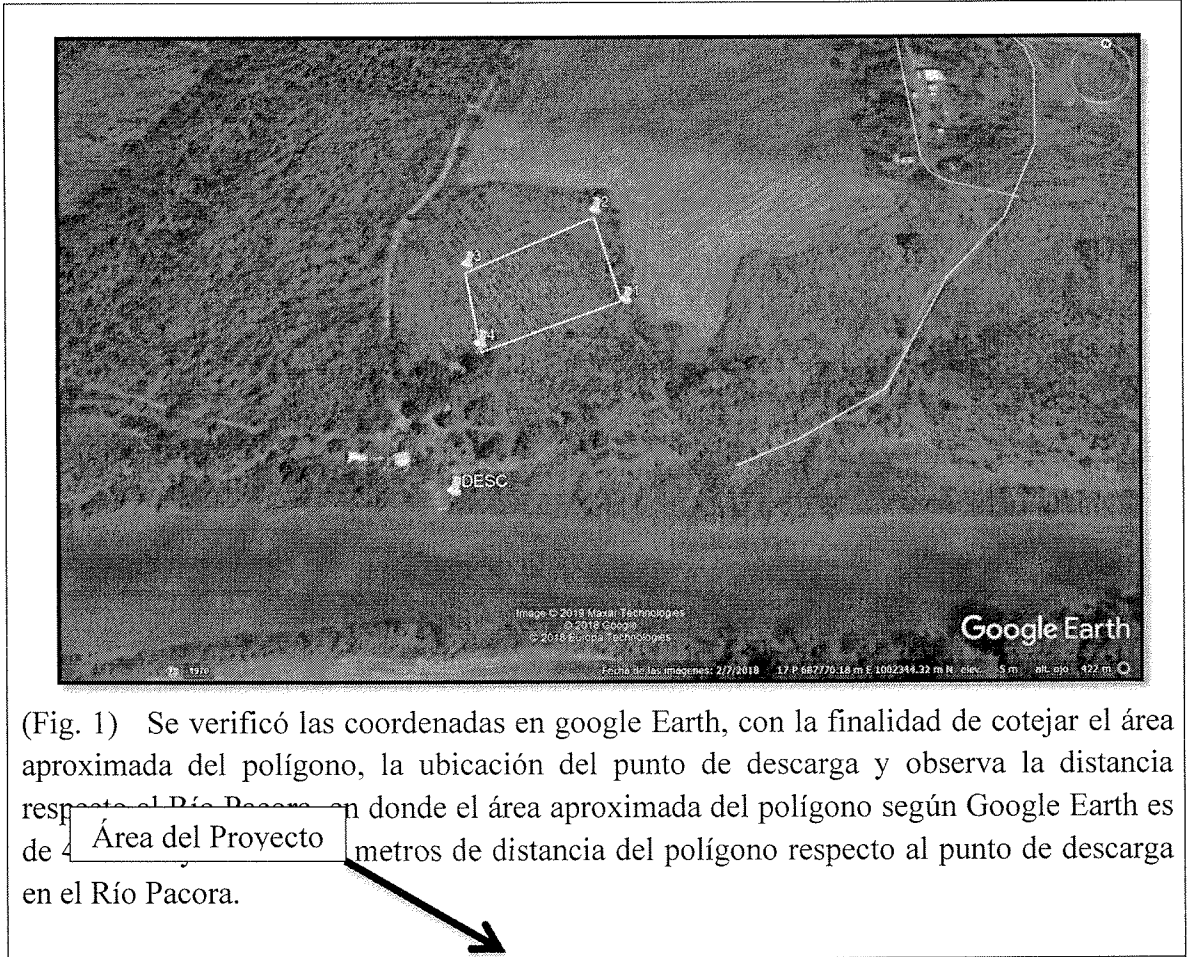 2
3
1
4
DESC
Image © 2019 Maxar Technologies
© 2018 Google
© 2018 Europa Technologies
Google Earth
1970
Fecha de las imágenes: 2/7/2018 17 P 687770.18 m E 1002344.32 m N elev. 5 m alt. ojo 422 m
(Fig. 1) Se verificó las coordenadas en google Earth, con la finalidad de cotejar el área
aproximada del polígono, la ubicación del punto de descarga y observa la distancia
respecto al Río Pacora, en donde el área aproximada del polígono según Google Earth es
de metros de distancia del polígono respecto al punto de descarga
Área del Proyecto
en el Río Pacora.